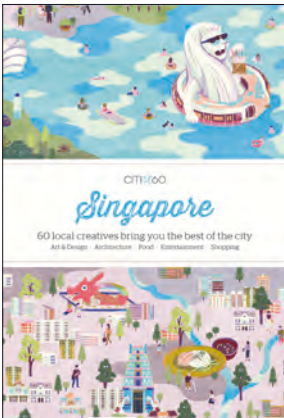 CITIX60
Singapore
60 local creatives bring you the best of the city
Art & Design Architecture Food Entertainment Shopping